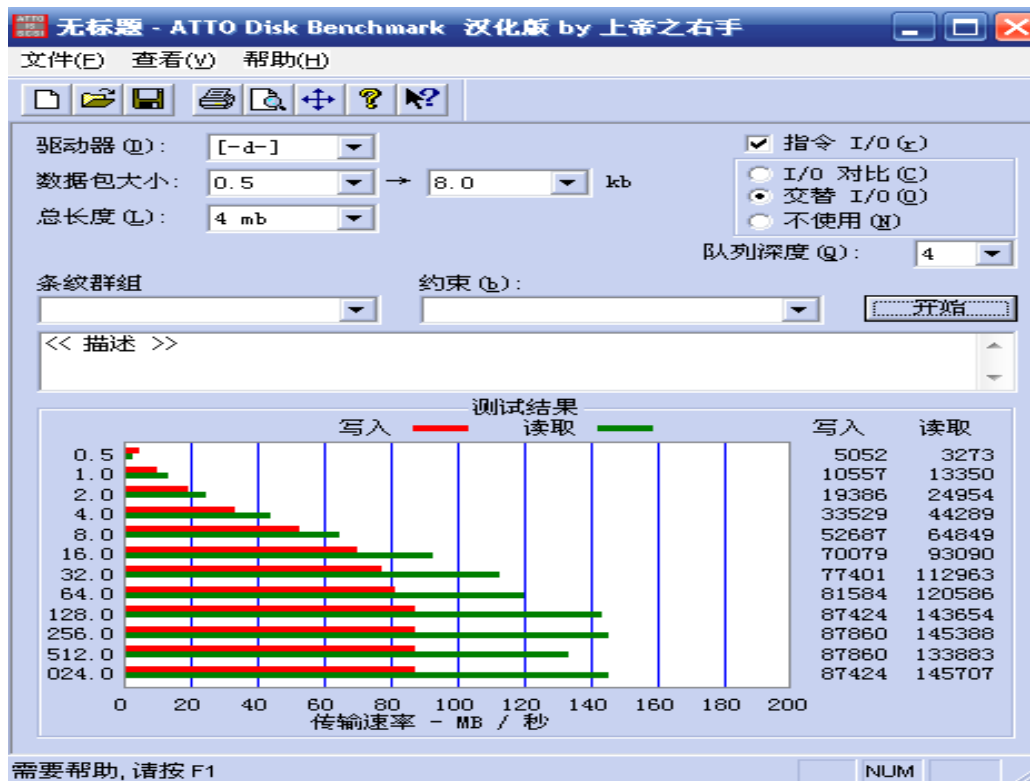 ATTO IS SCSI 无标题 - ATTO Disk Benchmark 汉化版 by 上帝之右手
文件(F) 查看(V) 帮助(H)
驱动器(D): [-d-] 指令 I/O(r)
数据包大小: 0.5 → 8.0 kb I/O 对比(C)
交替 I/O(O)
总长度(L): 4 mb 不使用(N)
队列深度(Q): 4
条纹群组 约束(b):
开始
<< 描述 >>
测试结果
写入 读取 写入 读取
0.5 5052 3273
1.0 10557 13350
2.0 19386 24954
4.0 33529 44289
8.0 52687 64849
16.0 70079 93090
32.0 77401 112963
64.0 81584 120586
128.0 87424 143654
256.0 87860 145388
512.0 87860 133883
024.0 87424 145707
0 20 40 60 80 100 120 140 160 180 200
传输速率 - MB / 秒
需要帮助, 请按 F1 NUM